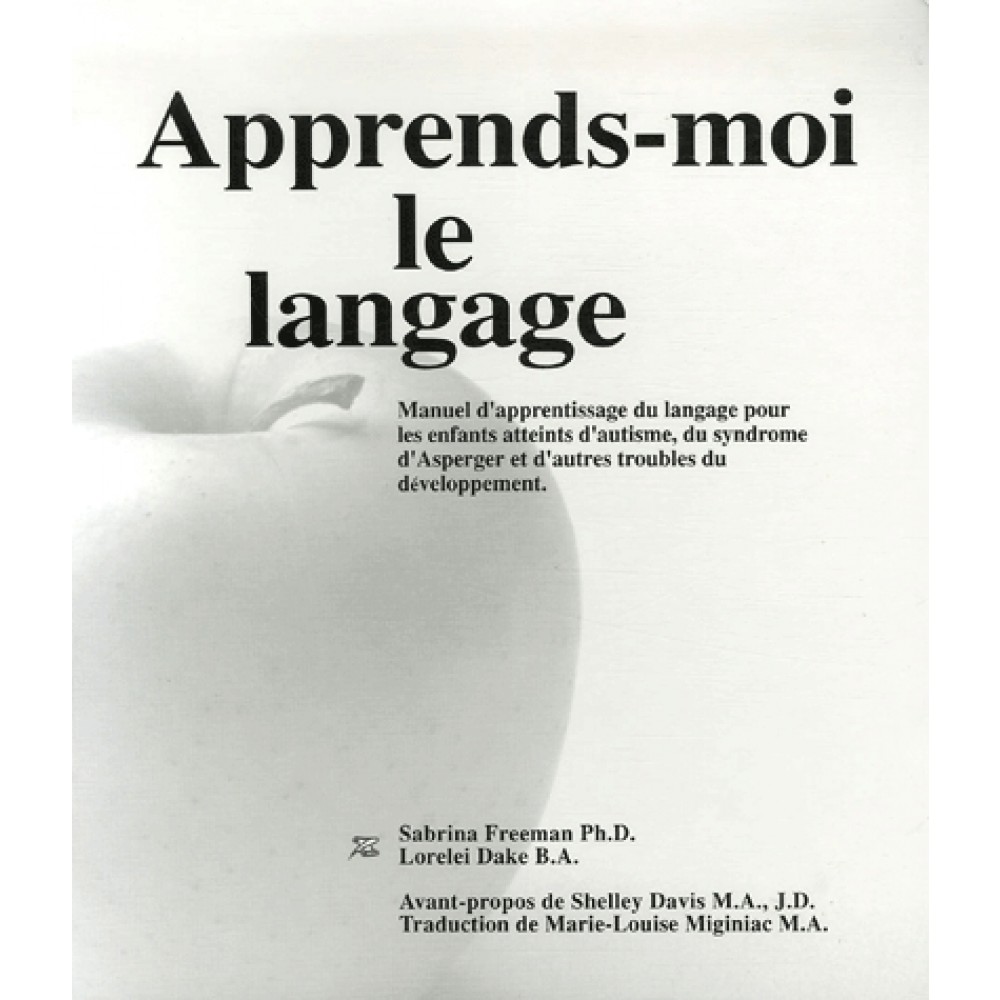 Apprends-moi
le
langage
Manuel d'apprentissage du langage pour
les enfants atteints d'autisme, du syndrome
d'Asperger et d'autres troubles du
développement.
Sabrina Freeman Ph.D.
Lorelei Dake B.A.
Avant-propos de Shelley Davis M.A., J.D.
Traduction de Marie-Louise Miginiac M.A.